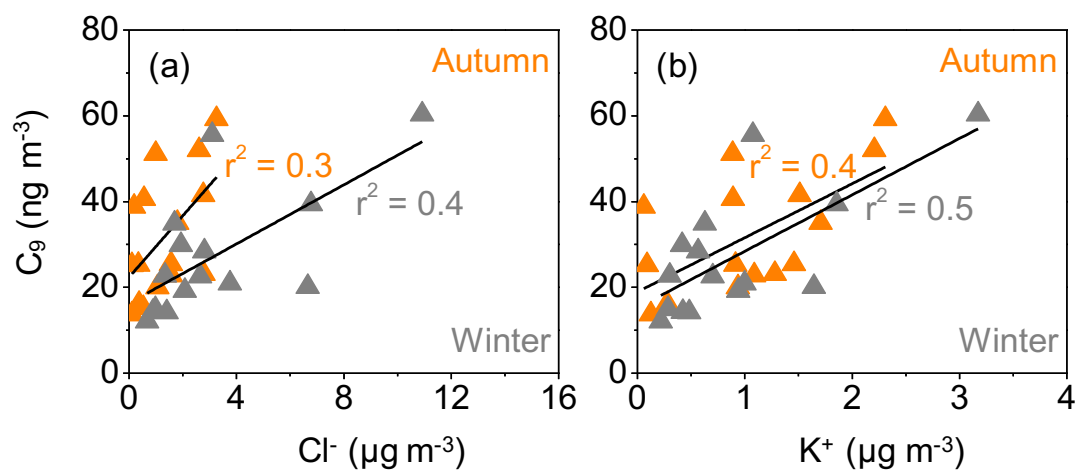 C₉ (ng m⁻³)
80
60
40
20
0
(a)
Autumn
r² = 0.3
r² = 0.4
Winter
0 4 8 12 16
Cl⁻ (µg m⁻³)
80
60
40
20
0
(b)
Autumn
r² = 0.4
r² = 0.5
Winter
0 1 2 3 4
K⁺ (µg m⁻³)